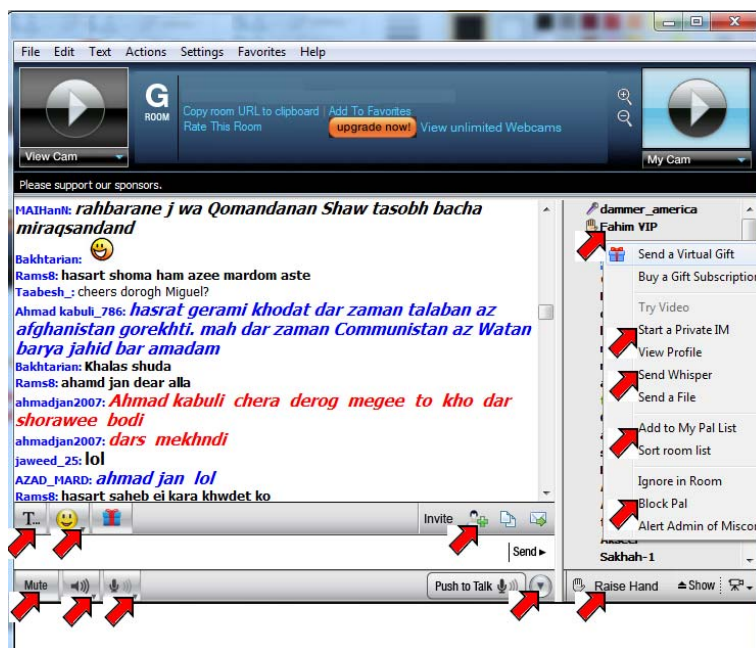 File Edit Text Actions Settings Favorites Help
G
ROOM
Copy room URL to clipboard | Add To Favorites
Rate This Room
upgrade now! View unlimited Webcams
View Cam
My Cam
Please support our sponsors.
MAIHanN: rahbarane j wa Qomandanan Shaw tasobh bacha
miraqsandand
Bakhtarian:
Rams8: hasart shoma ham azee mardom aste
Taabesh_: cheers dorogh Miguel?
Ahmad kabuli_786: hasrat gerami khodat dar zaman talaban az
afghanistan gorekhti. mah dar zaman Communistan az Watan
barya jahid bar amadam
Bakhtarian: Khalas shuda
Rams8: ahamd jan dear alla
ahmadjan2007: Ahmad kabuli chera derog megee to kho dar
shorawee bodi
ahmadjan2007: dars mekhndi
jaweed_25: lol
AZAD_MARD: ahmad jan lol
Rams8: hasart saheb ei kara khwdet ko
T...
Invite
Send
Mute
Push to Talk
dammer_america
Fahim VIP
Send a Virtual Gift
Buy a Gift Subscription
Try Video
Start a Private IM
View Profile
Send Whisper
Send a File
Add to My Pal List
Sort room list
Ignore in Room
Block Pal
Alert Admin of Miscon
Sakhah-1
Raise Hand Show